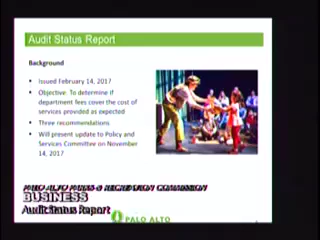 Audit Status Report
Background
• Issued February 14, 2017
• Objective: To determine if
department fees cover the cost of
services provided as expected
• Three recommendations
• Will present update to Policy and
Services Committee on November
14, 2017
PALO ALTO PARKS & RECREATION COMMISSION
BUSINESS
Audit Status Report
PALO ALTO